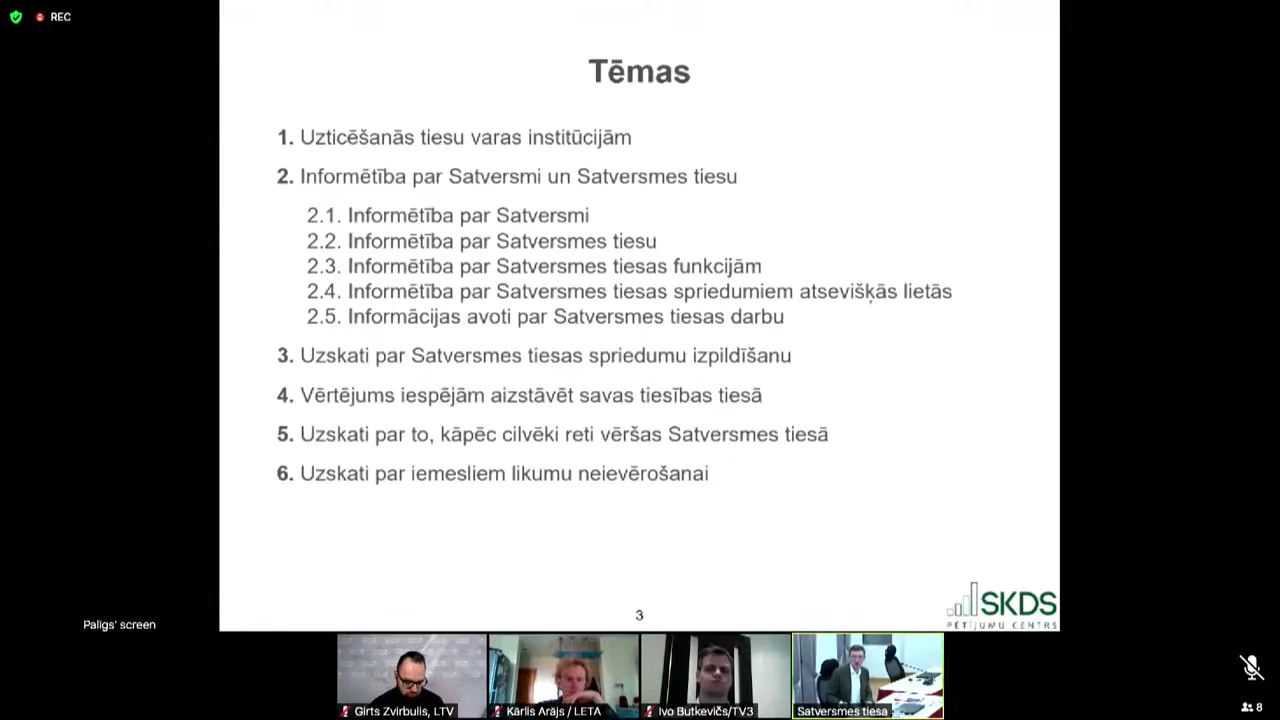 REC
Tēmas
1. Uzticēšanās tiesu varas institūcijām
2. Informētība par Satversmi un Satversmes tiesu
2.1. Informētība par Satversmi
2.2. Informētība par Satversmes tiesu
2.3. Informētība par Satversmes tiesas funkcijām
2.4. Informētība par Satversmes tiesas spriedumiem atsevišķās lietās
2.5. Informācijas avoti par Satversmes tiesas darbu
3. Uzskati par Satversmes tiesas spriedumu izpildīšanu
4. Vērtējums iespējām aizstāvēt savas tiesības tiesā
5. Uzskati par to, kāpēc cilvēki reti vēršas Satversmes tiesā
6. Uzskati par iemesliem likumu neievērošanai
SKDS
PĒTĪJUMU CENTRS
3
Palīgs' screen
Girts Zvirbulis, LTV
Kārlis Arājs / LETA
Ivo Butkevičs/TV3
Satversmes tiesa
8